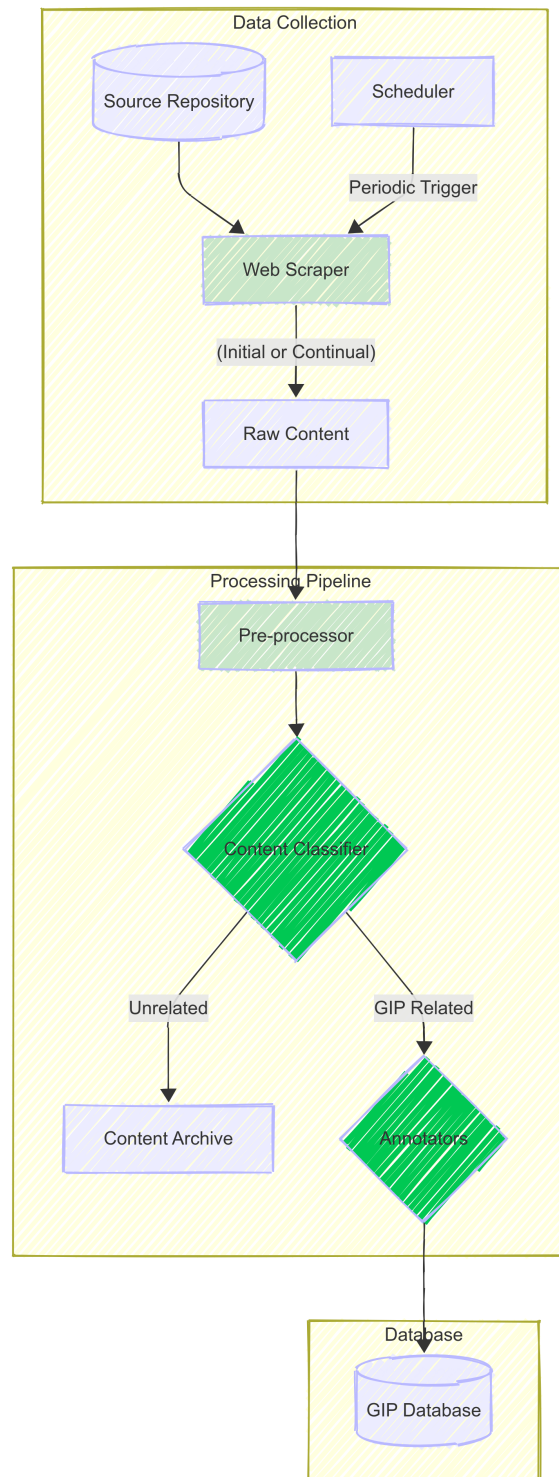 Data Collection
Source Repository
Scheduler
Periodic Trigger
Web Scraper
(Initial or Continual)
Raw Content
Processing Pipeline
Pre-processor
Content Classifier
Unrelated
GIP Related
Content Archive
Annotators
Database
GIP Database